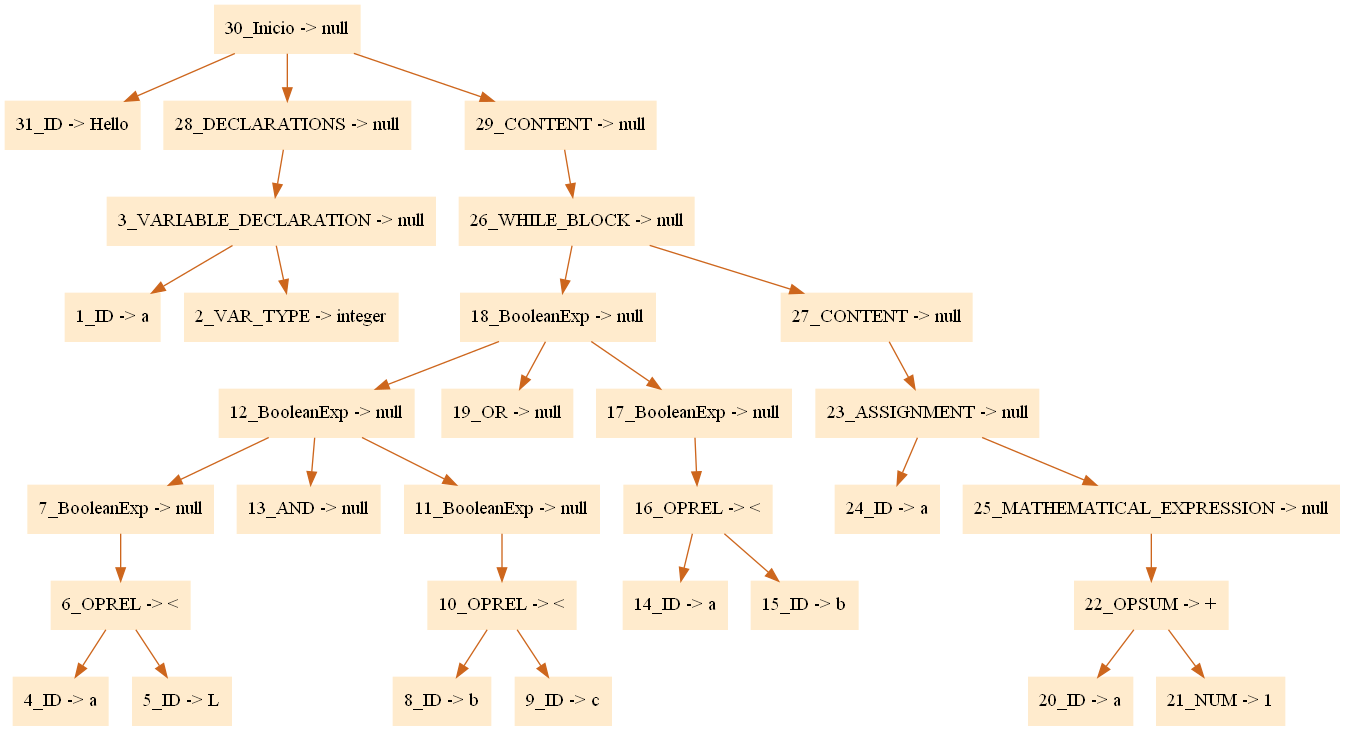 30_Inicio -> null
31_ID -> Hello
28_DECLARATIONS -> null
29_CONTENT -> null
3_VARIABLE_DECLARATION -> null
26_WHILE_BLOCK -> null
1_ID -> a
2_VAR_TYPE -> integer
18_BooleanExp -> null
27_CONTENT -> null
12_BooleanExp -> null
19_OR -> null
17_BooleanExp -> null
23_ASSIGNMENT -> null
7_BooleanExp -> null
13_AND -> null
11_BooleanExp -> null
16_OPREL -> <
24_ID -> a
25_MATHEMATICAL_EXPRESSION -> null
6_OPREL -> <
10_OPREL -> <
14_ID -> a
15_ID -> b
22_OPSUM -> +
4_ID -> a
5_ID -> L
8_ID -> b
9_ID -> c
20_ID -> a
21_NUM -> 1